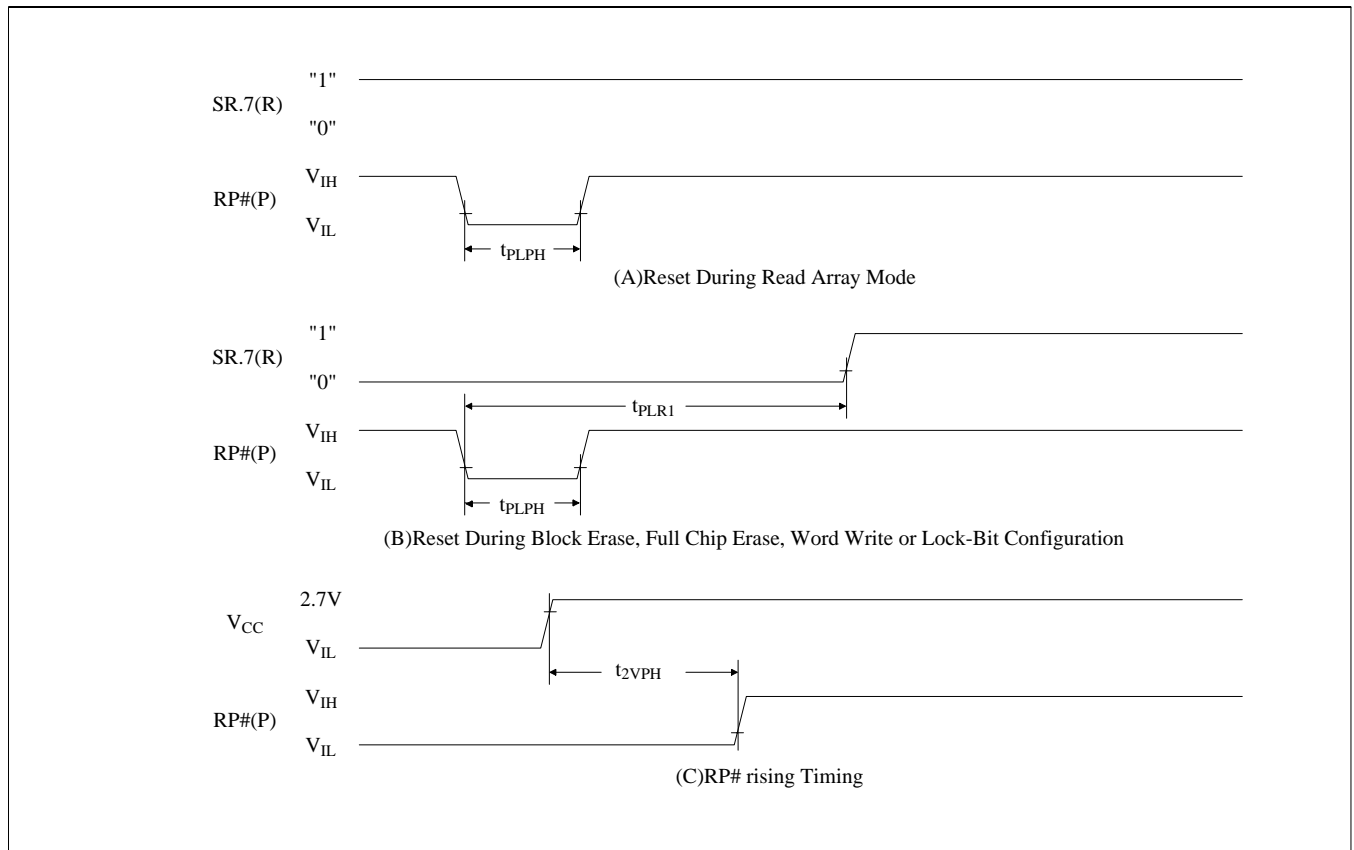 "1"
SR.7(R)
"0"
VIH
RP#(P)
VIL
tPLPH
(A)Reset During Read Array Mode
"1"
SR.7(R)
"0"
tPLR1
VIH
RP#(P)
VIL
tPLPH
(B)Reset During Block Erase, Full Chip Erase, Word Write or Lock-Bit Configuration
2.7V
VCC
VIL
t2VPH
VIH
RP#(P)
VIL
(C)RP# rising Timing